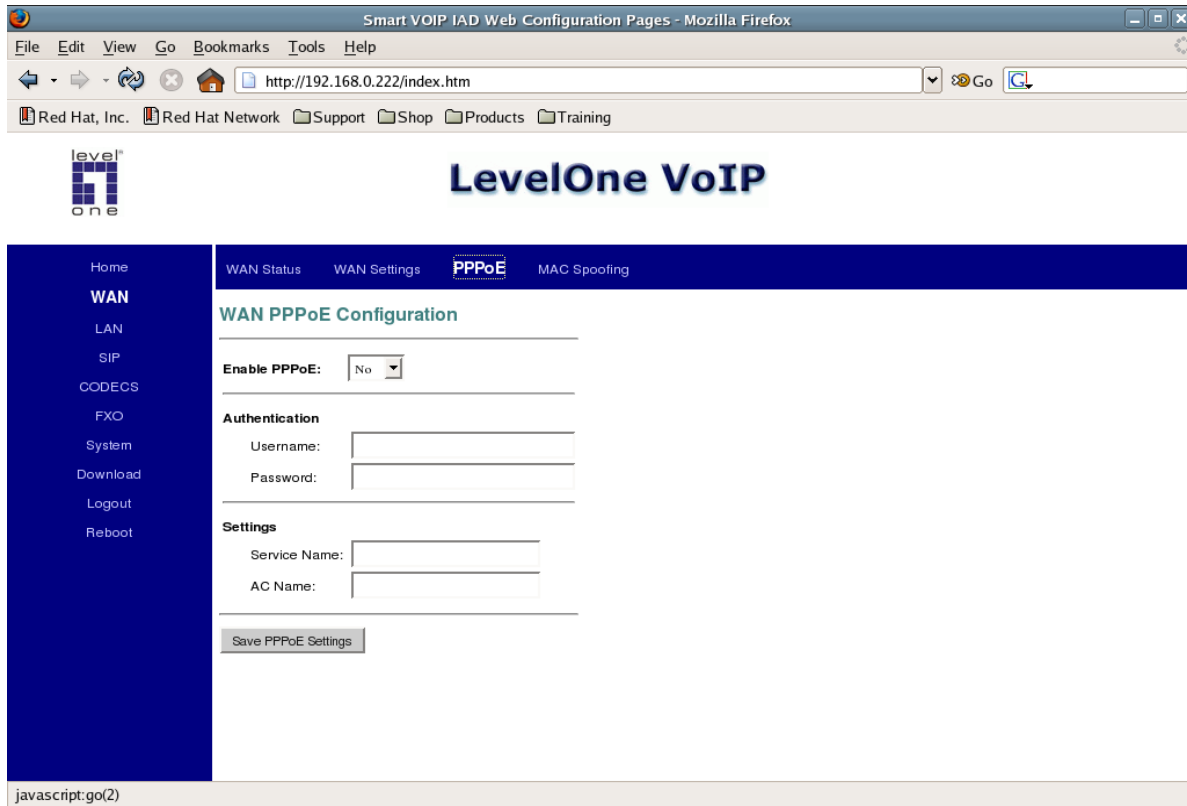 Smart VOIP IAD Web Configuration Pages - Mozilla Firefox
File Edit View Go Bookmarks Tools Help
http://192.168.0.222/index.htm Go G
Red Hat, Inc. Red Hat Network Support Shop Products Training
level®
one
LevelOne VoIP
Home
WAN
LAN
SIP
CODECS
FXO
System
Download
Logout
Reboot
WAN Status WAN Settings PPPoE MAC Spoofing
WAN PPPoE Configuration
Enable PPPoE: No
Authentication
Username:
Password:
Settings
Service Name:
AC Name:
Save PPPoE Settings
javascript:go(2)